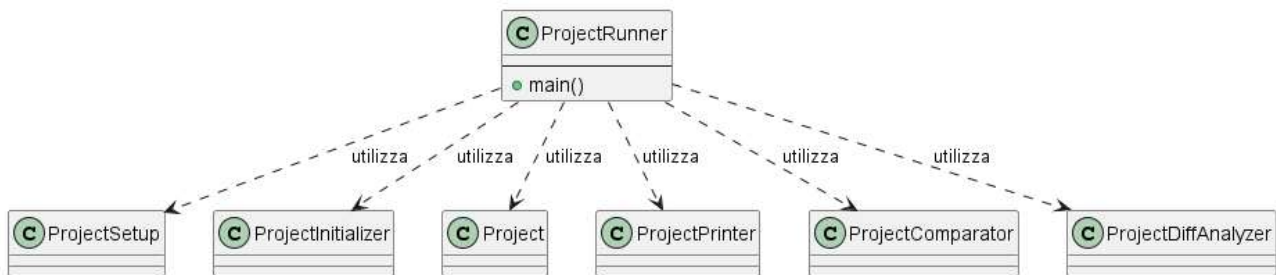 C ProjectRunner
main()
utilizza utilizza utilizza utilizza utilizza utilizza
C ProjectSetup C ProjectInitializer C Project C ProjectPrinter C ProjectComparator C ProjectDiffAnalyzer